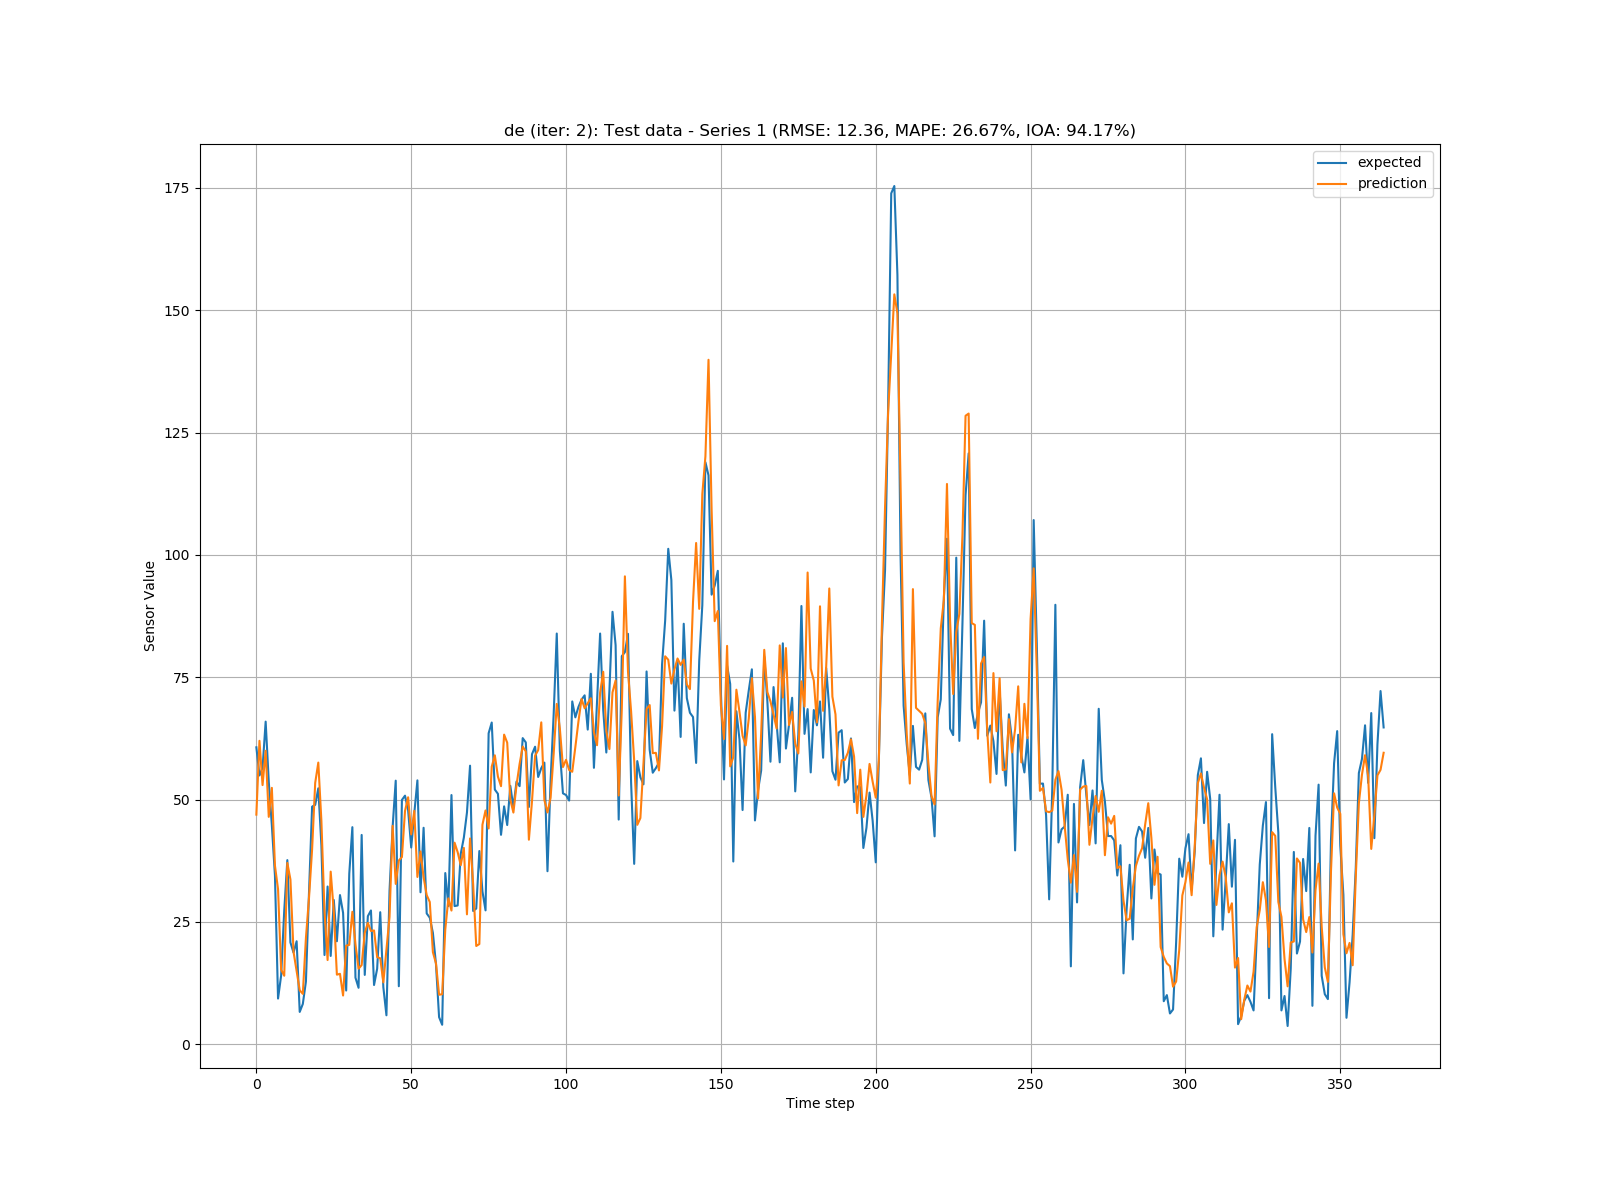 de (iter: 2): Test data - Series 1 (RMSE: 12.36, MAPE: 26.67%, IOA: 94.17%)
expected
prediction
175
150
125
100
75
50
25
0
Sensor Value
0 50 100 150 200 250 300 350
Time step